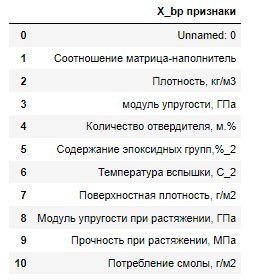 X_bp признаки
0 Unnamed: 0
1 Соотношение матрица-наполнитель
2 Плотность, кг/м3
3 модуль упругости, ГПа
4 Количество отвердителя, м.%
5 Содержание эпоксидных групп,%_2
6 Температура вспышки, С_2
7 Поверхностная плотность, г/м2
8 Модуль упругости при растяжении, ГПа
9 Прочность при растяжении, МПа
10 Потребление смолы, г/м2